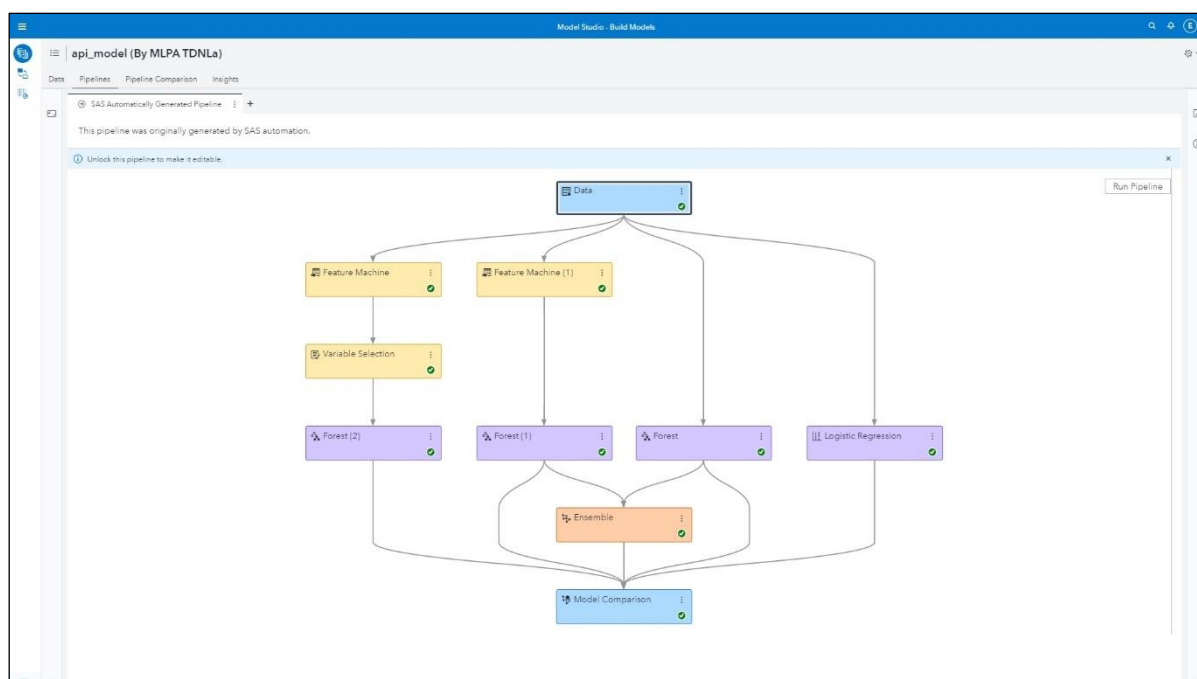 Model Studio - Build Models
E
api_model (By MLPA TDNLa)
Data Pipelines Pipeline Comparison Insights
SAS Automatically Generated Pipeline
This pipeline was originally generated by SAS automation.
Unlock this pipeline to make it editable.
Run Pipeline
Data
Feature Machine
Feature Machine (1)
Variable Selection
Forest (2)
Forest (1)
Forest
Logistic Regression
Ensemble
Model Comparison